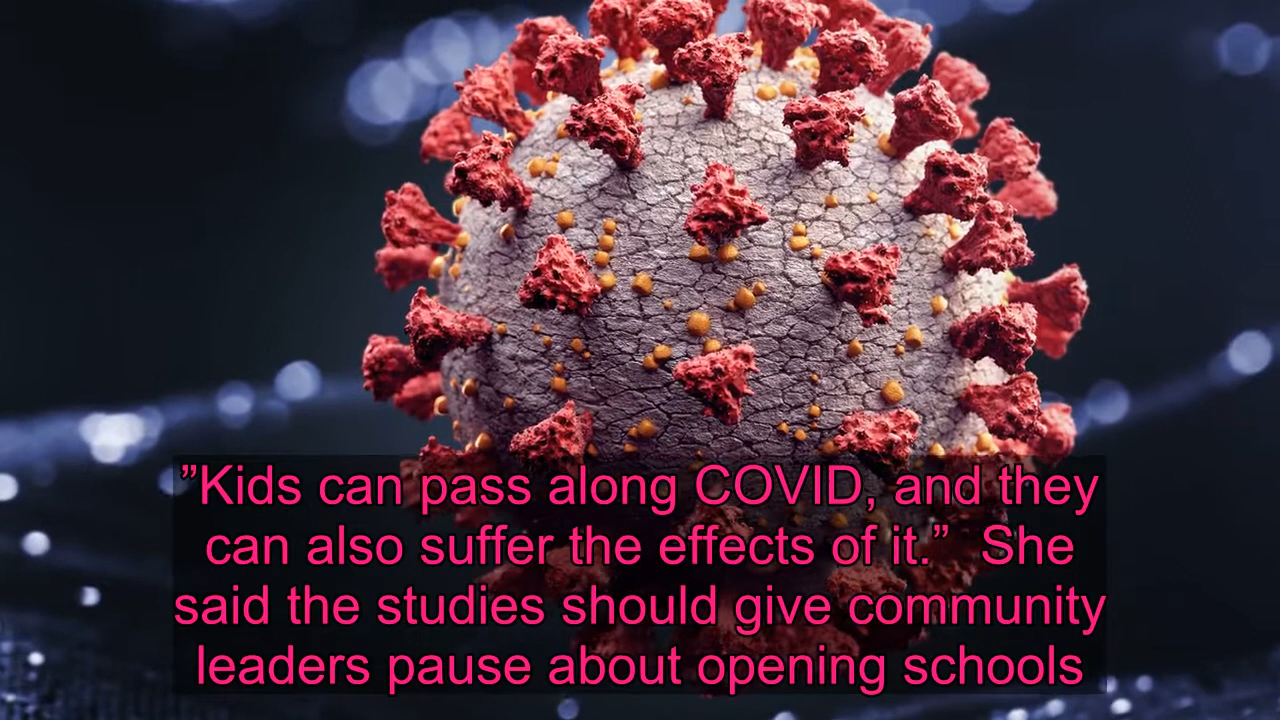 ”Kids can pass along COVID, and they
can also suffer the effects of it.”  She
said the studies should give community
leaders pause about opening schools